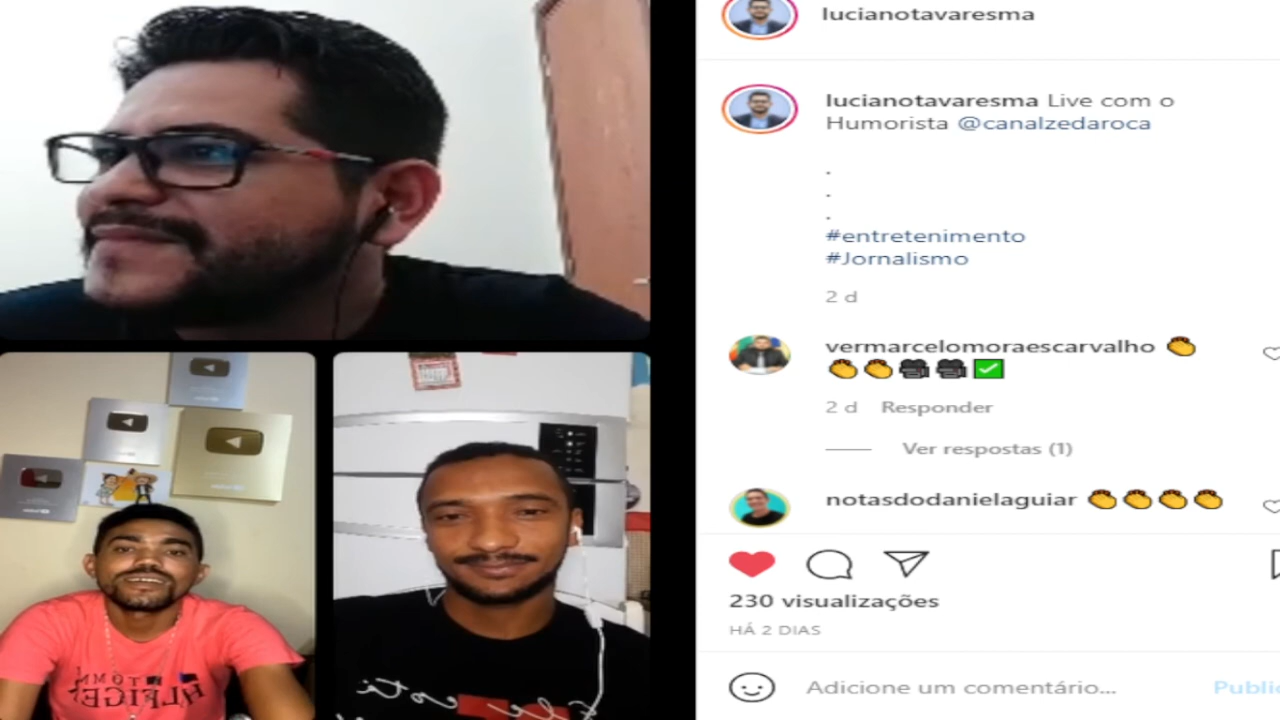 lucianotavaresma
lucianotavaresma Live com o
Humorista @canalzedaroca
.
.
.
#entretenimento
#Jornalismo
2 d
vermarcelomoraescarvalho 👏
👏👏🎥🎥✅
2 d Responder
Ver respostas (1)
notasdodanielaguiar 👏👏👏👏
230 visualizações
HÁ 2 DIAS
Adicione um comentário...
HILFIGER